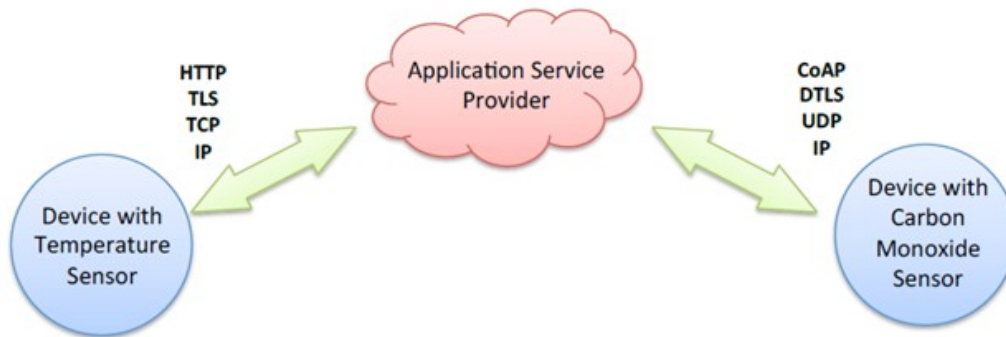 HTTP
TLS
TCP
IP
Application Service
Provider
CoAP
DTLS
UDP
IP
Device with
Temperature
Sensor
Device with
Carbon
Monoxide
Sensor